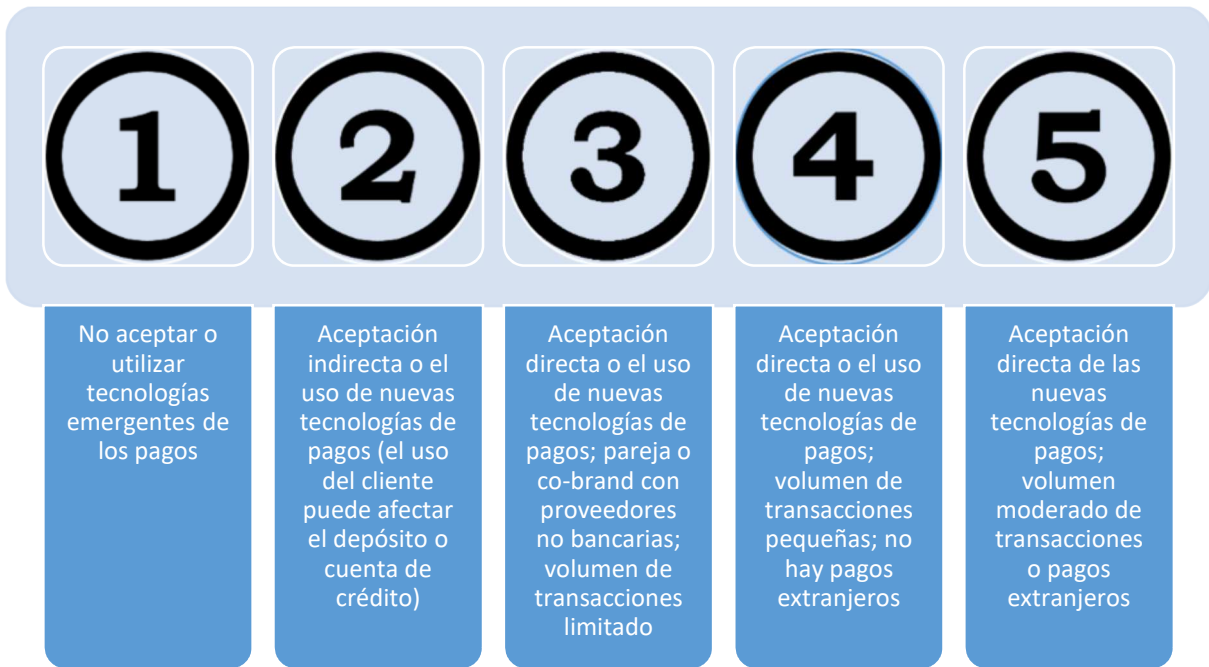 1
2
3
4
5
No aceptar o
utilizar
tecnologías
emergentes de
los pagos
Aceptación
indirecta o el
uso de nuevas
tecnologías de
pagos (el uso
del cliente
puede afectar
el depósito o
cuenta de
crédito)
Aceptación
directa o el uso
de nuevas
tecnologías de
pagos; pareja o
co-brand con
proveedores
no bancarias;
volumen de
transacciones
limitado
Aceptación
directa o el uso
de nuevas
tecnologías de
pagos;
volumen de
transacciones
pequeñas; no
hay pagos
extranjeros
Aceptación
directa de las
nuevas
tecnologías de
pagos;
volumen
moderado de
transacciones
o pagos
extranjeros